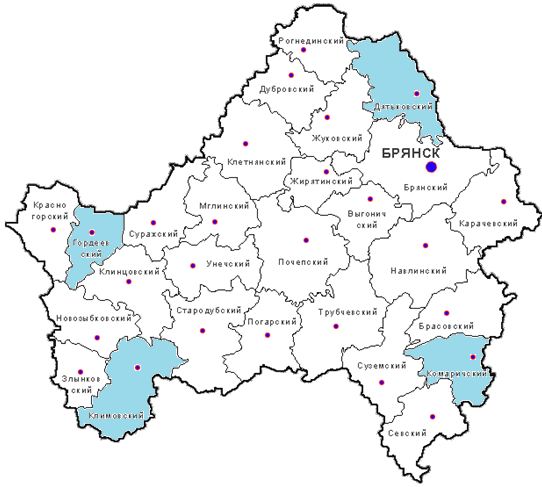 Рогнединский
Дубровский
Дятьковский
Жуковский
БРЯНСК
Клетнянский
Жирятинский
Брянский
Красно
горский
Мглинский
Выгонич
ский
Карачевский
Гордеев
ский
Суражский
Клинцовский
Унечский
Почепский
Навлинский
Новозыбковский
Стародубский
Погарский
Трубчевский
Брасовский
Злынков
ский
Суземский
Комаричский
Климовский
Севский